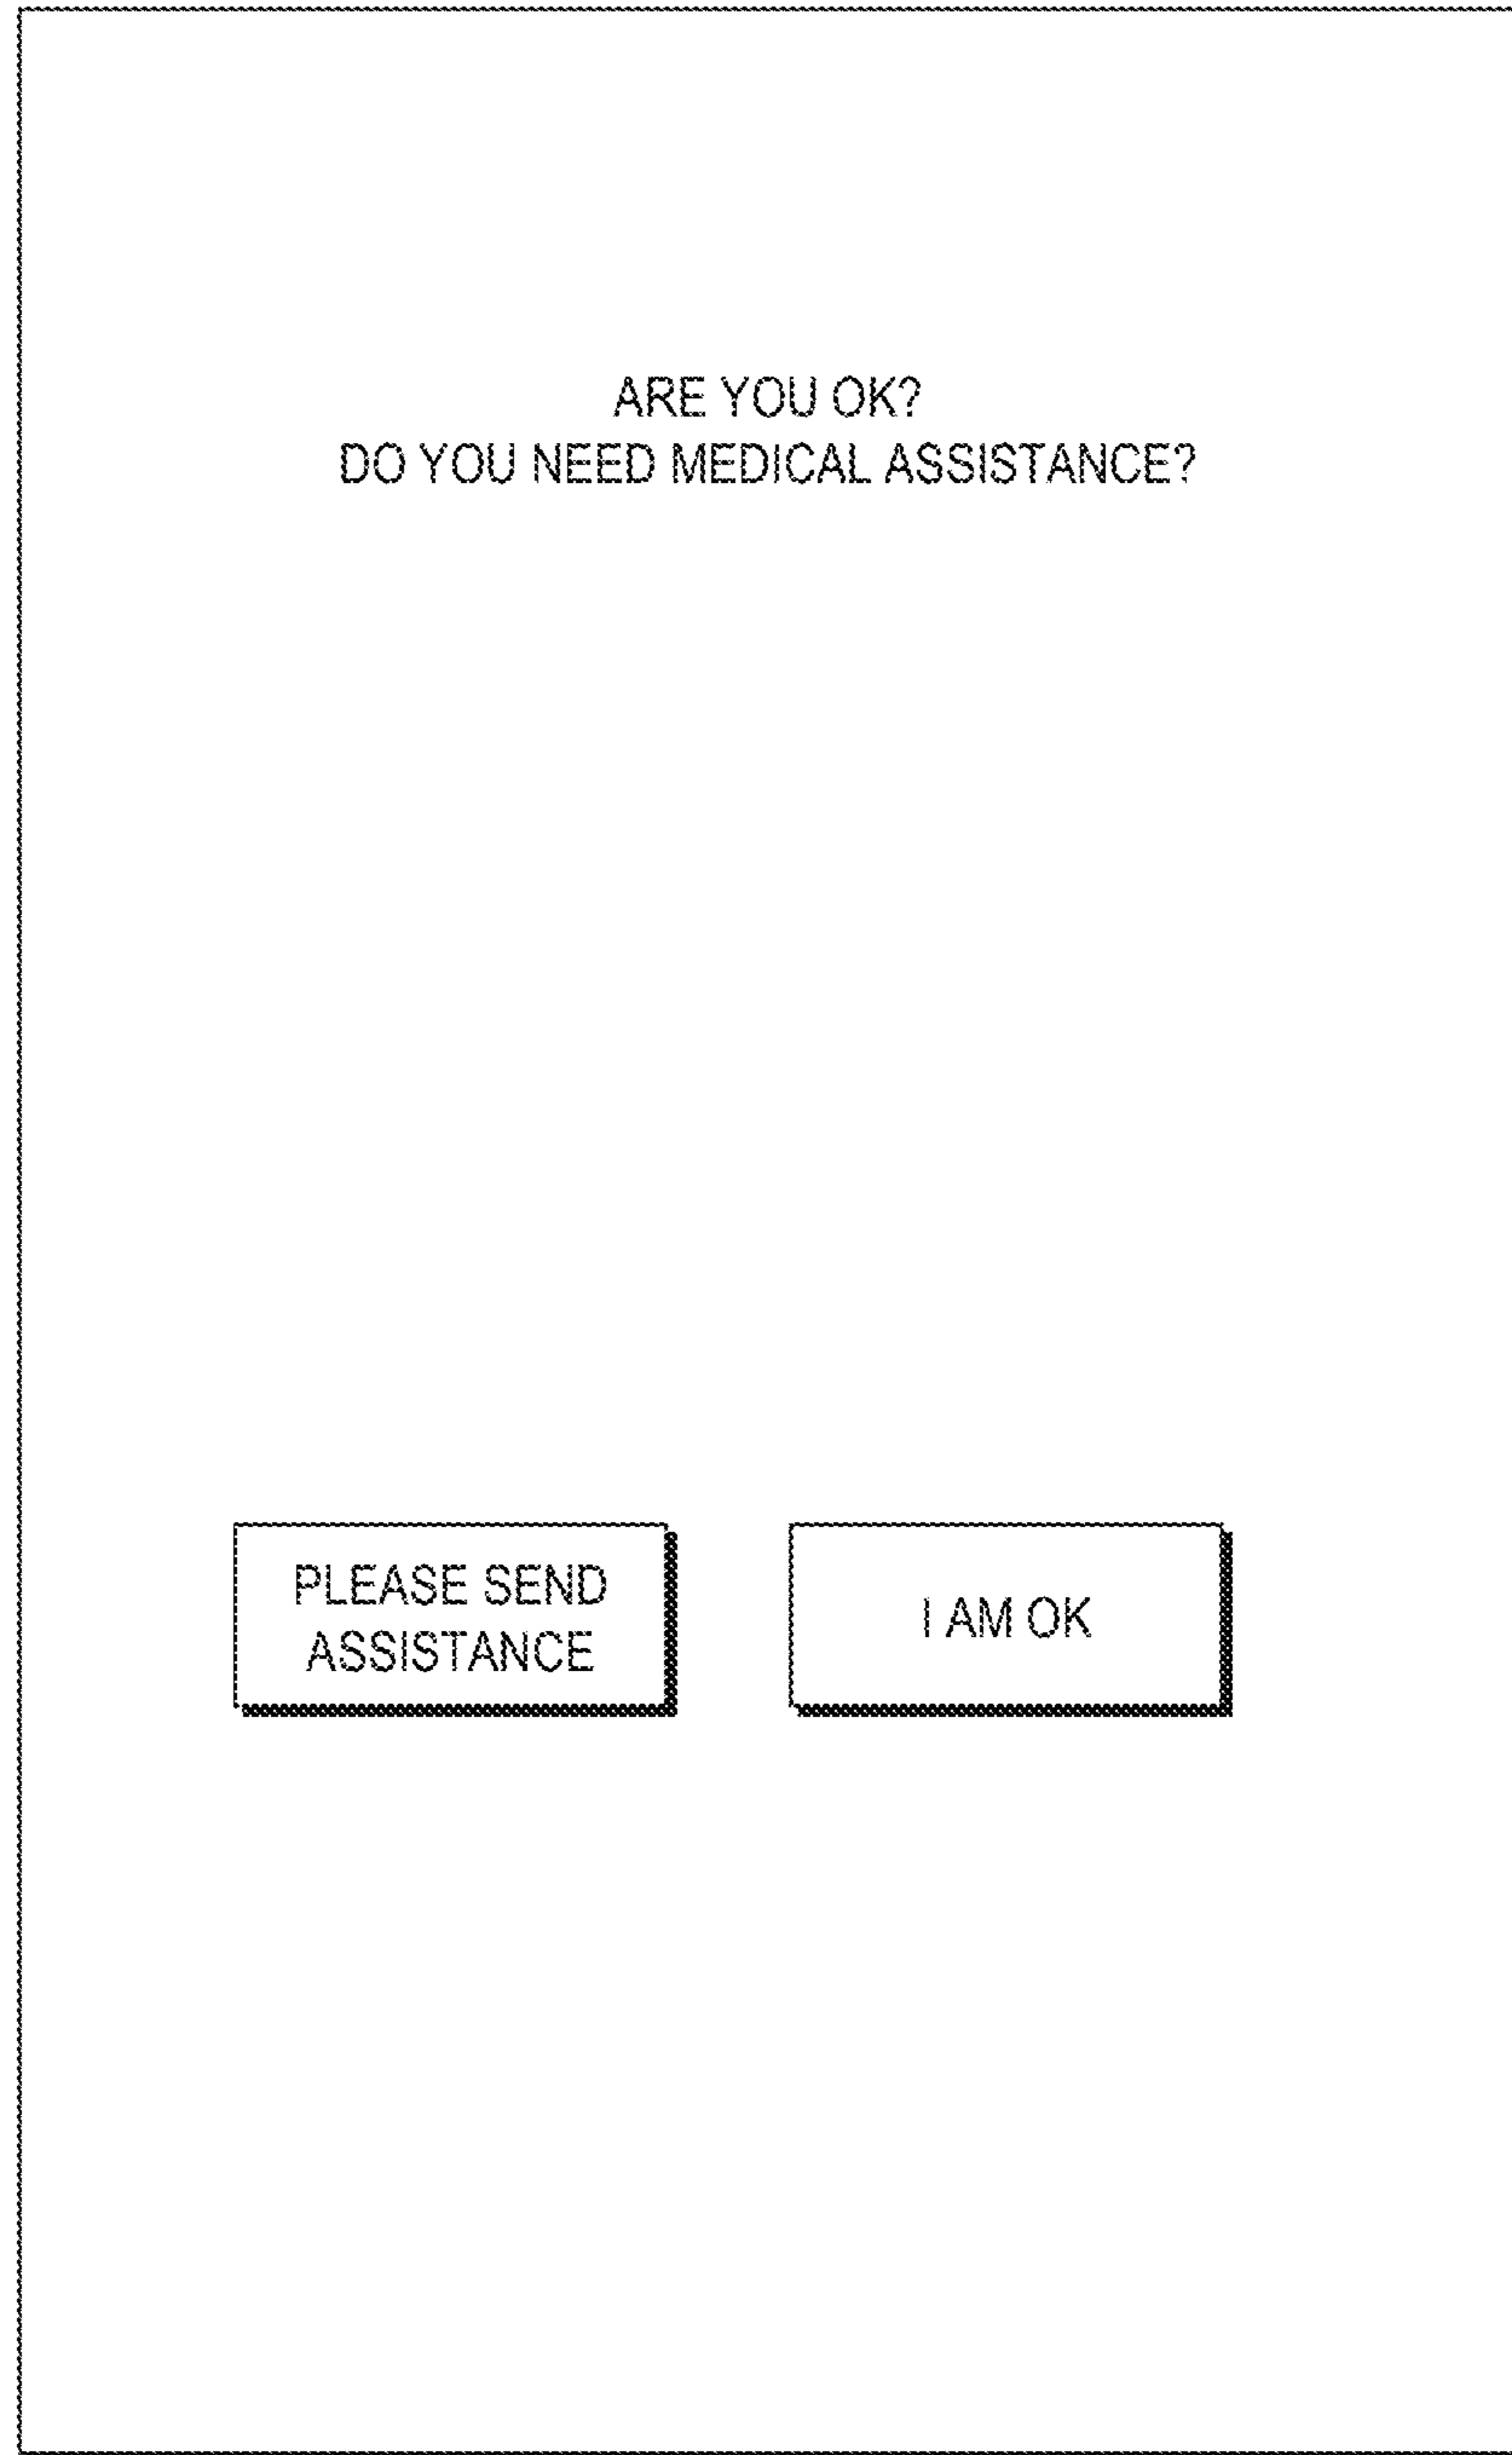 ARE YOU OK?
DO YOU NEED MEDICAL ASSISTANCE?
PLEASE SEND
ASSISTANCE
I AM OK